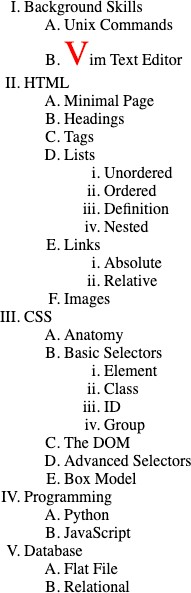 I. Background Skills
A. Unix Commands
B. Vim Text Editor
II. HTML
A. Minimal Page
B. Headings
C. Tags
D. Lists
i. Unordered
ii. Ordered
iii. Definition
iv. Nested
E. Links
i. Absolute
ii. Relative
F. Images
III. CSS
A. Anatomy
B. Basic Selectors
i. Element
ii. Class
iii. ID
iv. Group
C. The DOM
D. Advanced Selectors
E. Box Model
IV. Programming
A. Python
B. JavaScript
V. Database
A. Flat File
B. Relational